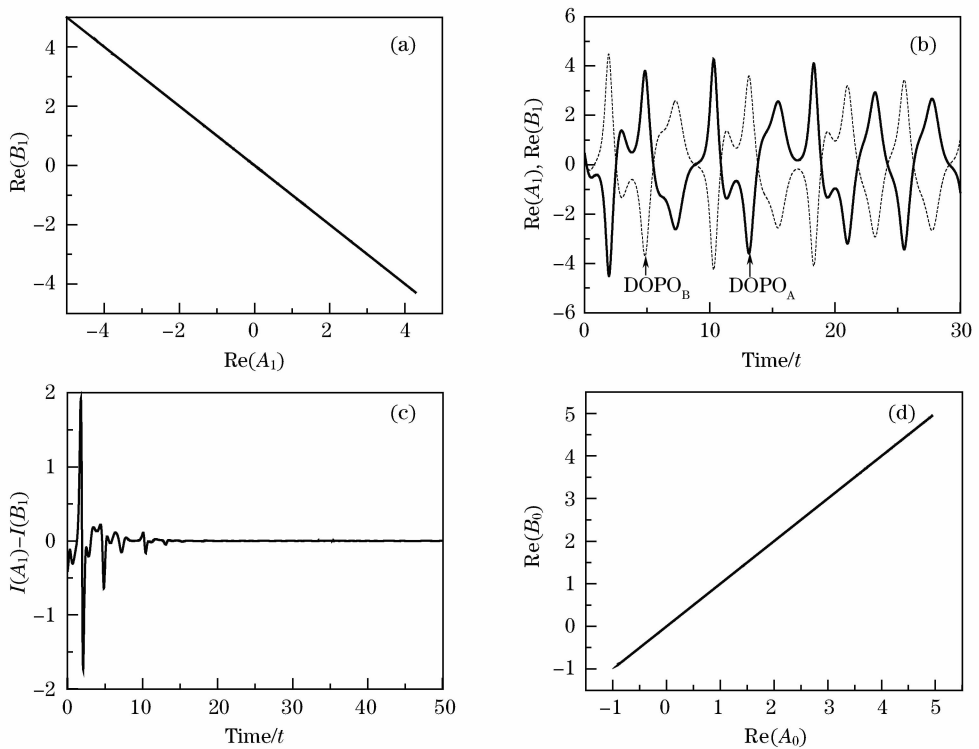 (a)
Re(B₁)
4
2
0
−2
−4
−4 −2 0 2 4
Re(A₁)
(b)
Re(A₁), Re(B₁)
6
4
2
0
−2
−4
−6
DOPO_B DOPO_A
0 10 20 30
Time/t
(c)
I(A₁)−I(B₁)
2
1
0
−1
−2
0 10 20 30 40 50
Time/t
(d)
Re(B₀)
5
4
3
2
1
0
−1
−1 0 1 2 3 4 5
Re(A₀)